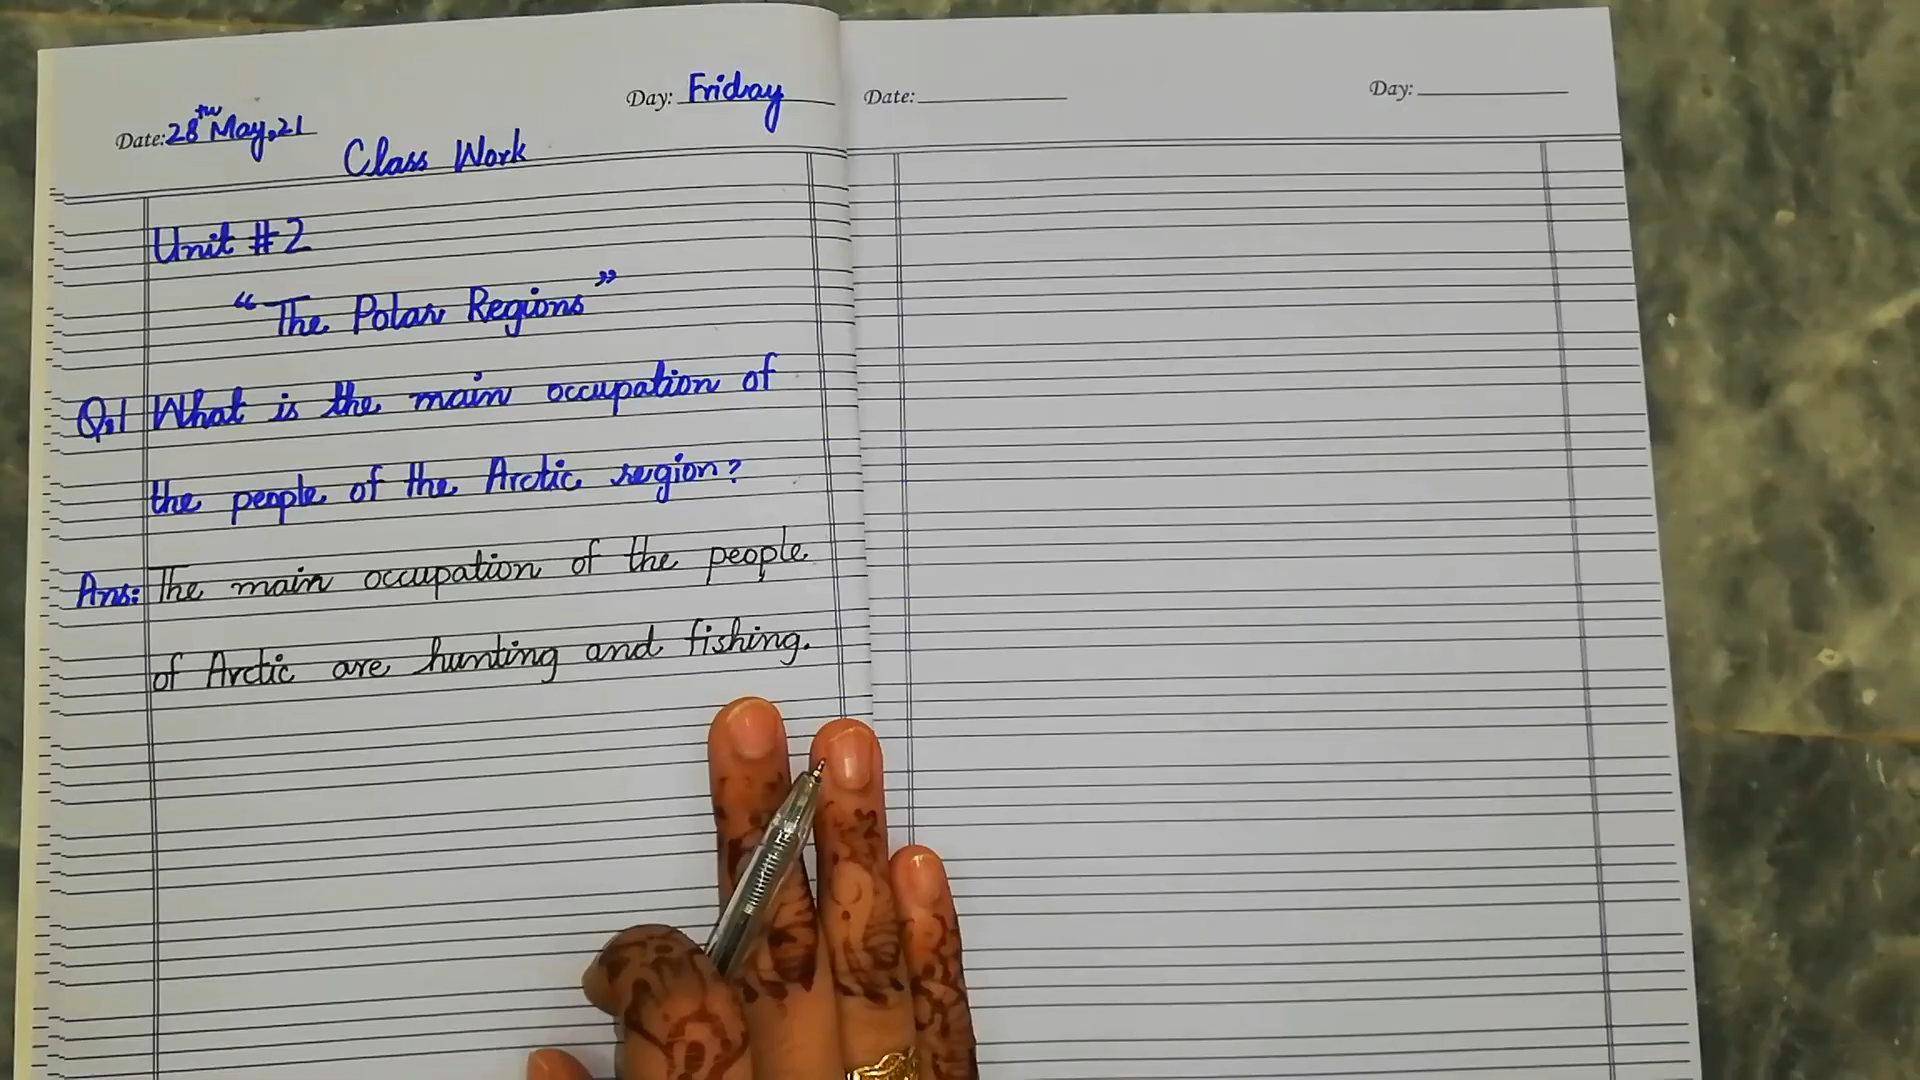 Date: 28th May, 21 Day: Friday
Class Work
Unit #2
"The Polar Regions"
Q.1 What is the main occupation of
the people of the Arctic region?
Ans: The main occupation of the people
of Arctic are hunting and fishing.
Date: Day: